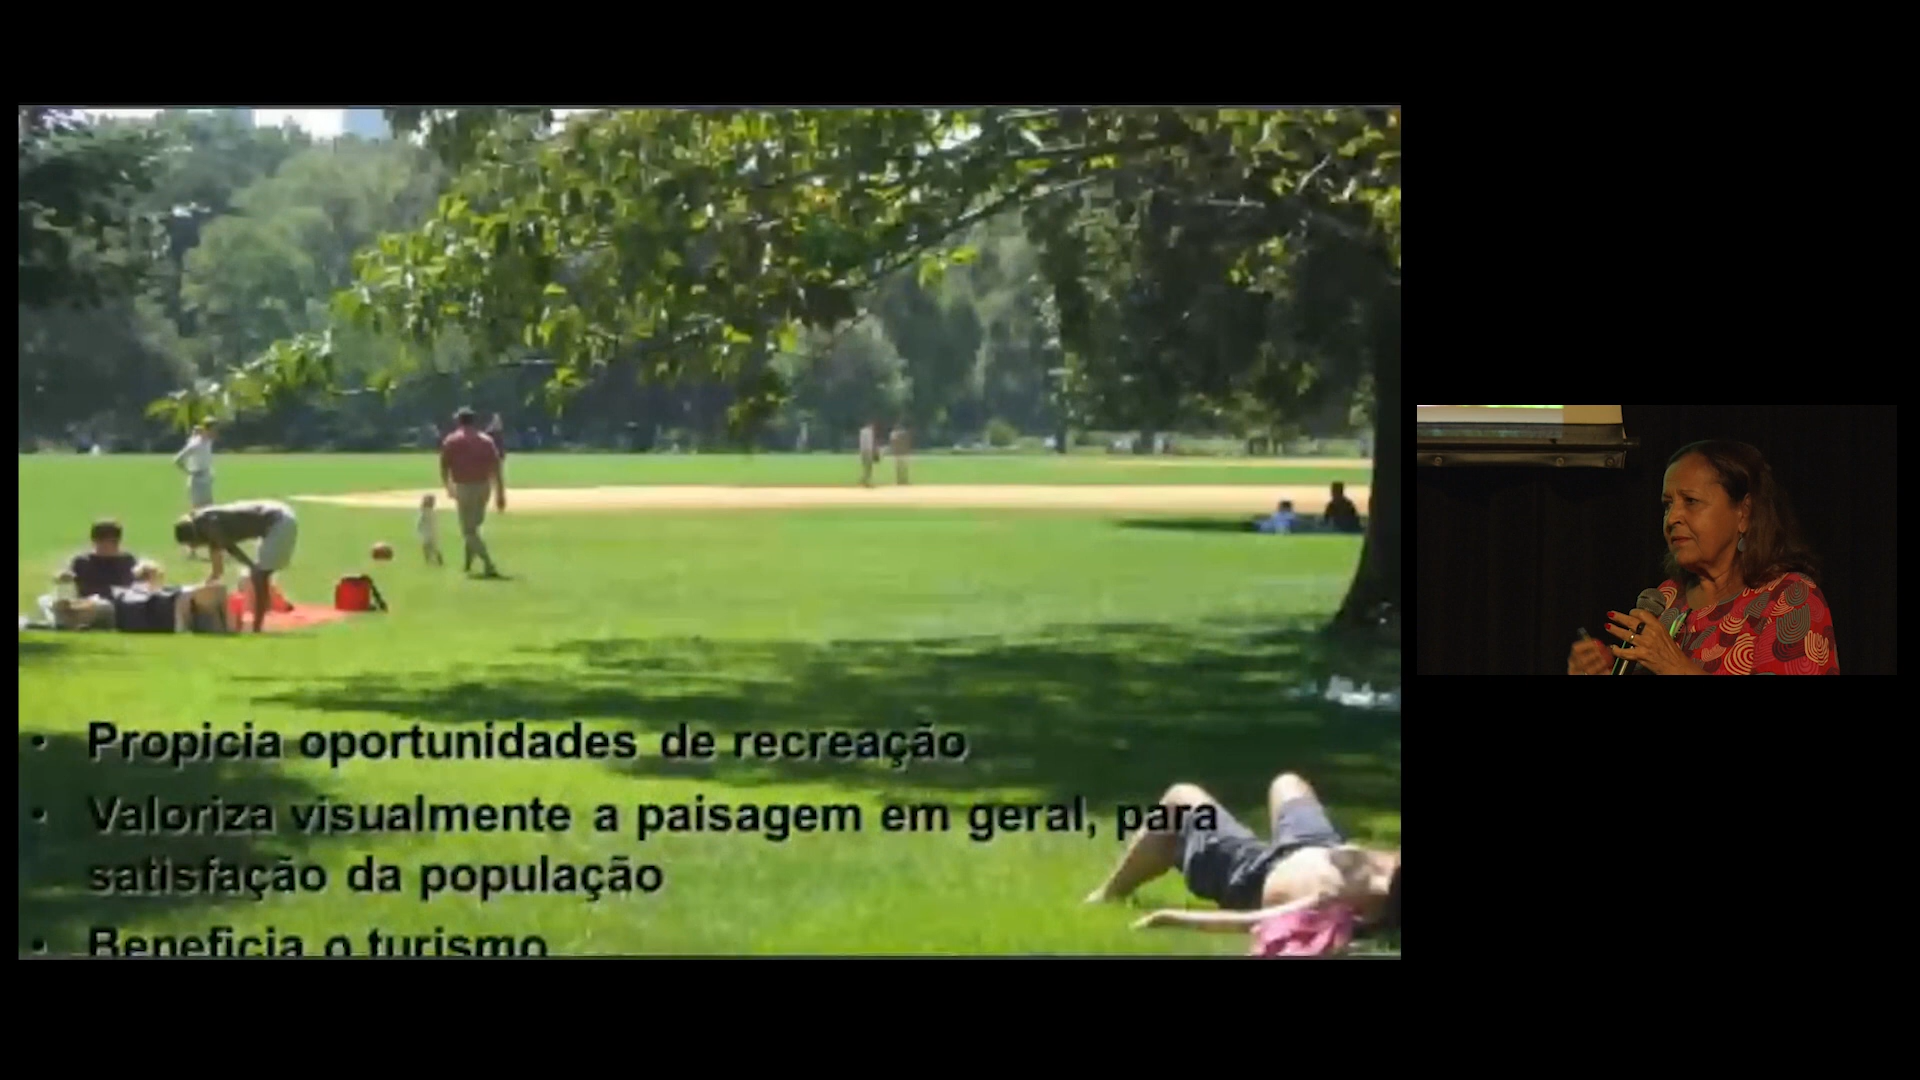 • Propicia oportunidades de recreação
• Valoriza visualmente a paisagem em geral, para
satisfação da população
• Beneficia o turismo